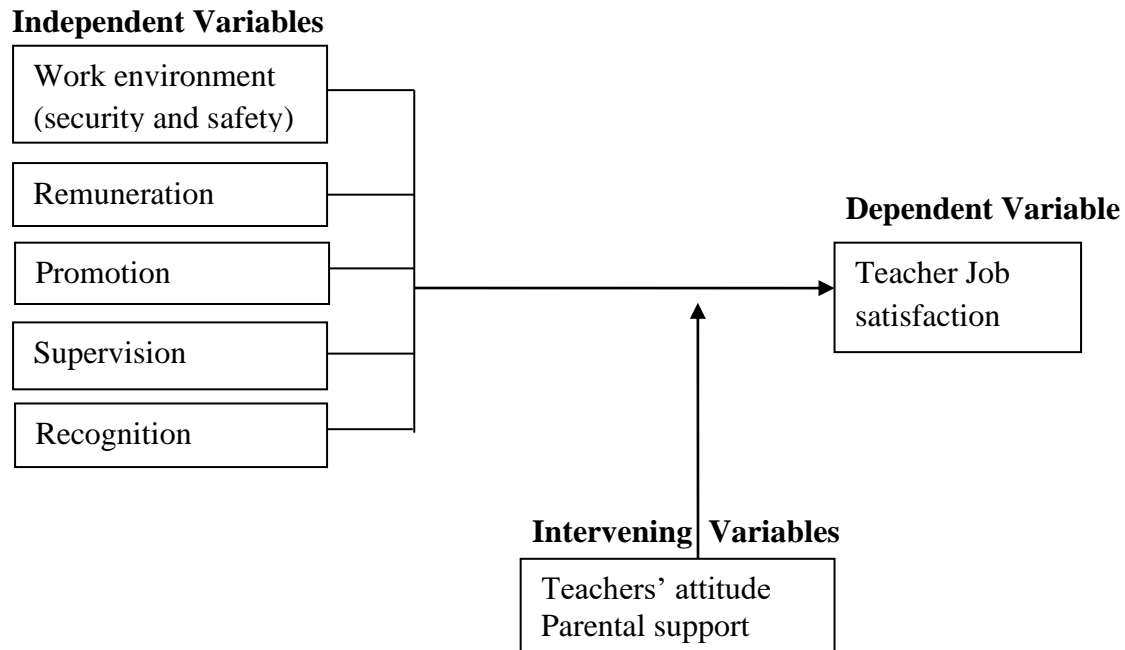 Independent Variables
Work environment
(security and safety)
Remuneration
Promotion
Supervision
Recognition
Dependent Variable
Teacher Job
satisfaction
Intervening Variables
Teachers’ attitude
Parental support